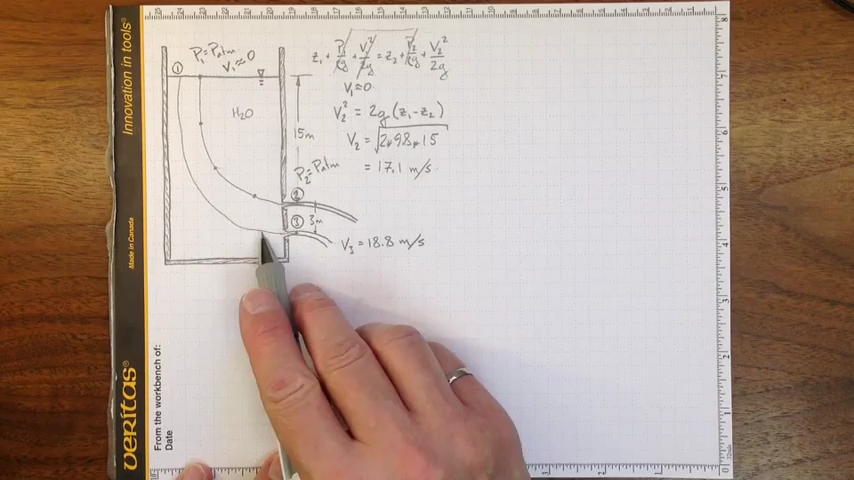 Innovation in tools®
Made in Canada
veritas®
From the workbench of:
Date
P₁=Patm
V₁≈0
①
H₂O
15m
P₂=Patm
②
③
3m
z₁ + P₁/ρg + V₁²/2g = z₂ + P₂/ρg + V₂²/2g
V₁≈0
V₂² = 2g(z₁-z₂)
V₂ = √2*9.8*15
= 17.1 m/s
V₃ = 18.8 m/s